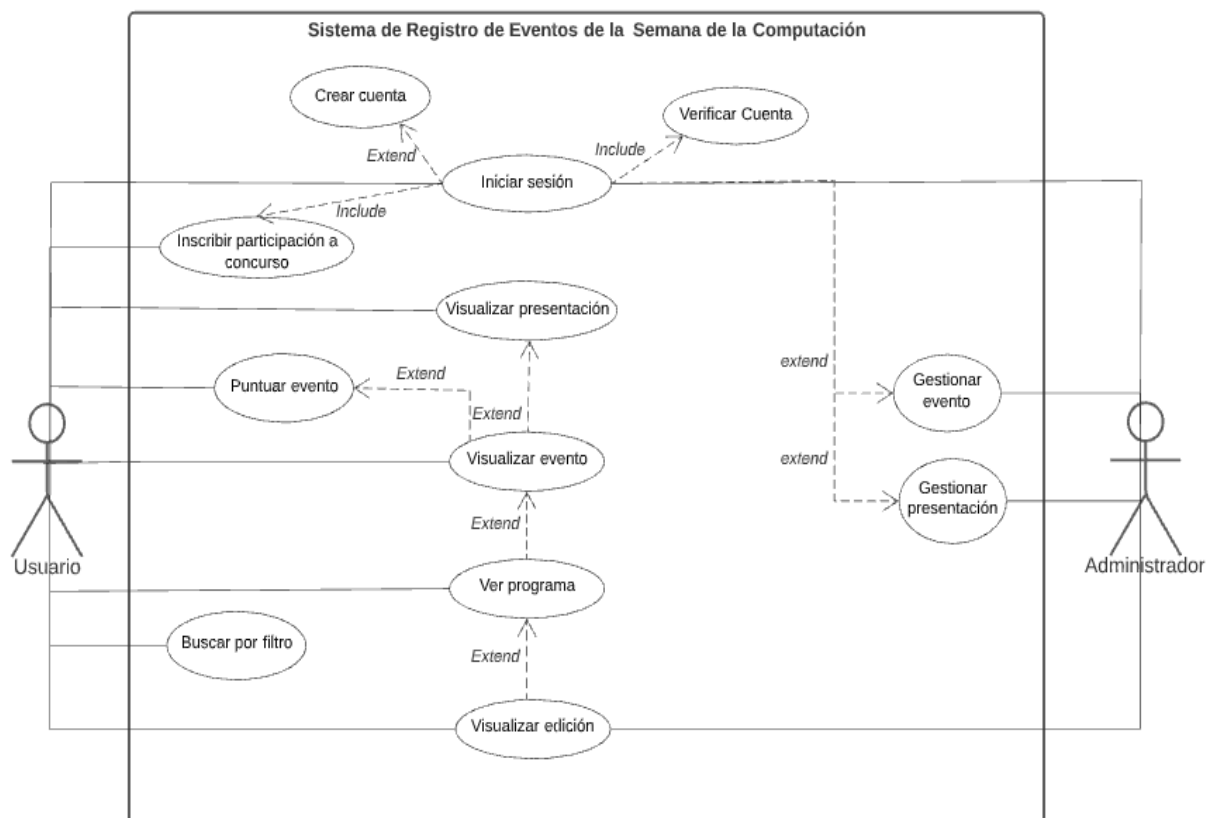 Sistema de Registro de Eventos de la Semana de la Computación
Crear cuenta
Verificar Cuenta
Extend
Include
Iniciar sesión
Include
Inscribir participación a
concurso
Visualizar presentación
extend
Puntuar evento
Extend
Gestionar
evento
Extend
Visualizar evento
extend
Gestionar
presentación
Extend
Usuario
Administrador
Ver programa
Buscar por filtro
Extend
Visualizar edición